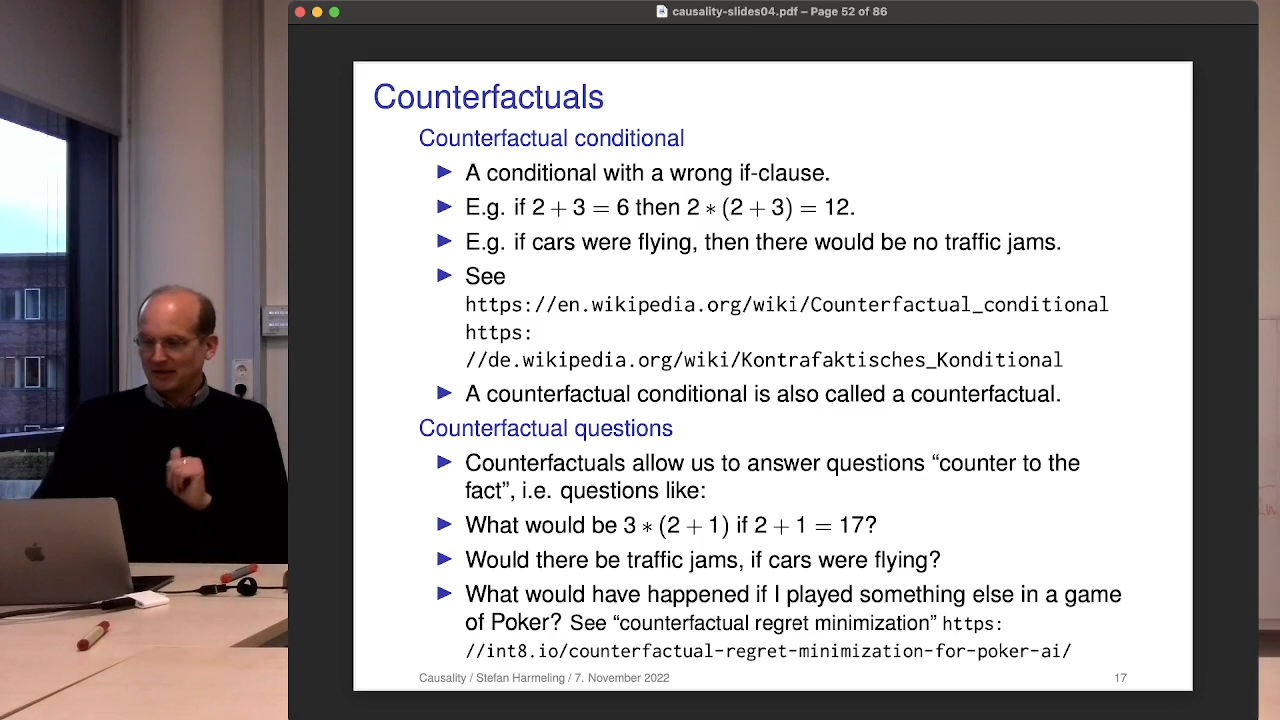 causality-slides04.pdf – Page 52 of 86
Counterfactuals
Counterfactual conditional
► A conditional with a wrong if-clause.
► E.g. if 2 + 3 = 6 then 2 ∗ (2 + 3) = 12.
► E.g. if cars were flying, then there would be no traffic jams.
► See
https://en.wikipedia.org/wiki/Counterfactual_conditional
https:
//de.wikipedia.org/wiki/Kontrafaktisches_Konditional
► A counterfactual conditional is also called a counterfactual.
Counterfactual questions
► Counterfactuals allow us to answer questions “counter to the
fact”, i.e. questions like:
► What would be 3 ∗ (2 + 1) if 2 + 1 = 17?
► Would there be traffic jams, if cars were flying?
► What would have happened if I played something else in a game
of Poker? See “counterfactual regret minimization” https:
//int8.io/counterfactual-regret-minimization-for-poker-ai/
Causality / Stefan Harmeling / 7. November 2022
17